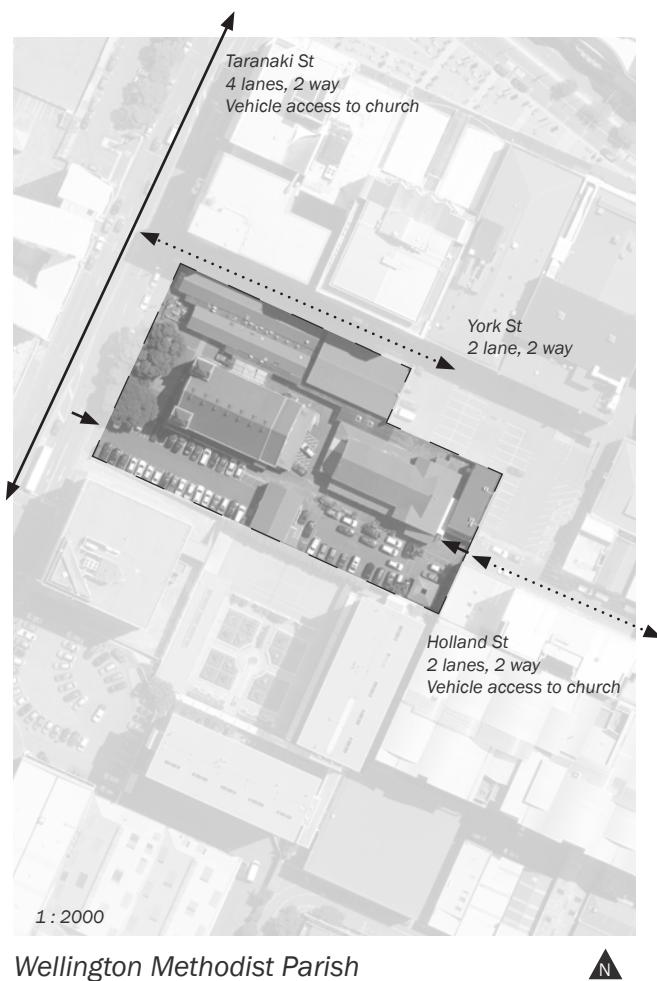 Taranaki St
4 lanes, 2 way
Vehicle access to church
York St
2 lane, 2 way
Holland St
2 lanes, 2 way
Vehicle access to church
1 : 2000
Wellington Methodist Parish
N